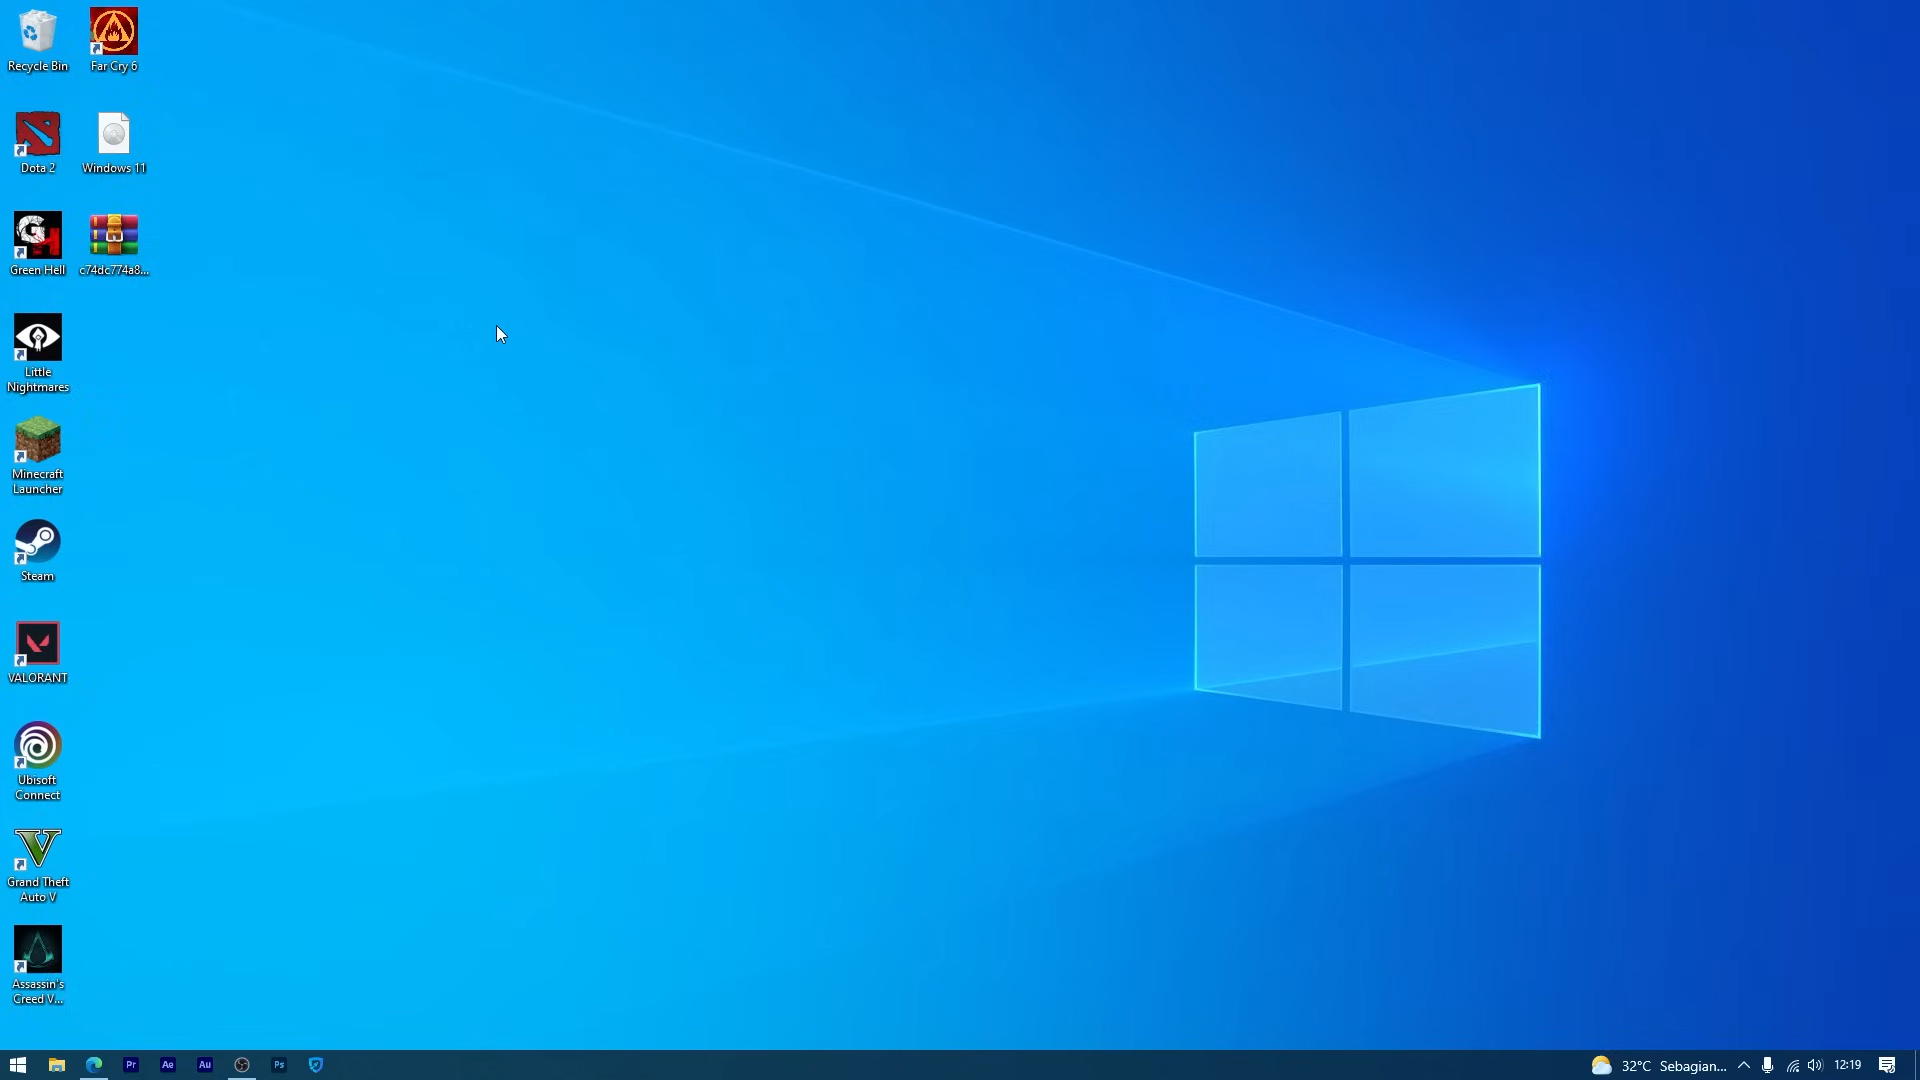 Recycle Bin
Far Cry 6
Dota 2
Windows 11
Green Hell
c74dc774a8...
Little
Nightmares
Minecraft
Launcher
Steam
VALORANT
Ubisoft
Connect
Grand Theft
Auto V
Assassin's
Creed V...
Pr
Ae
Au
Ps
32°C Sebagian...
12:19